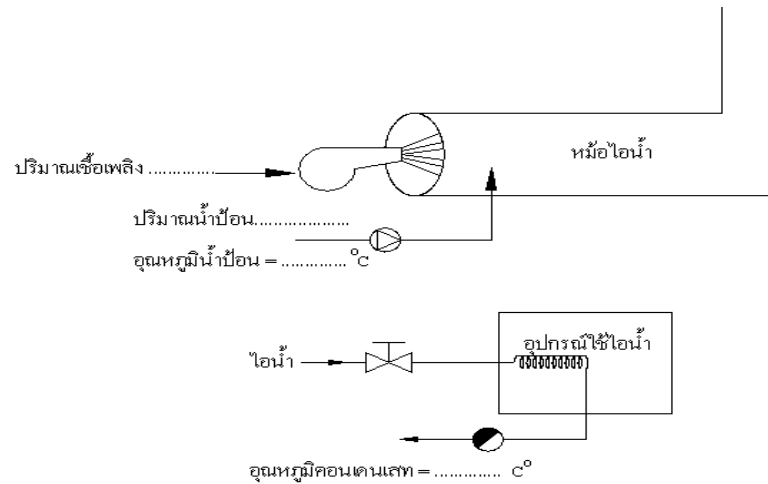 หม้อไอน้ำ
ปริมาณเชื้อเพลิง ..............
ปริมาณน้ำป้อน....................
อุณหภูมิน้ำป้อน = .............. °C
อุปกรณ์ใช้ไอน้ำ
ไอน้ำ
อุณหภูมิคอนเดนเสท = .............. C°